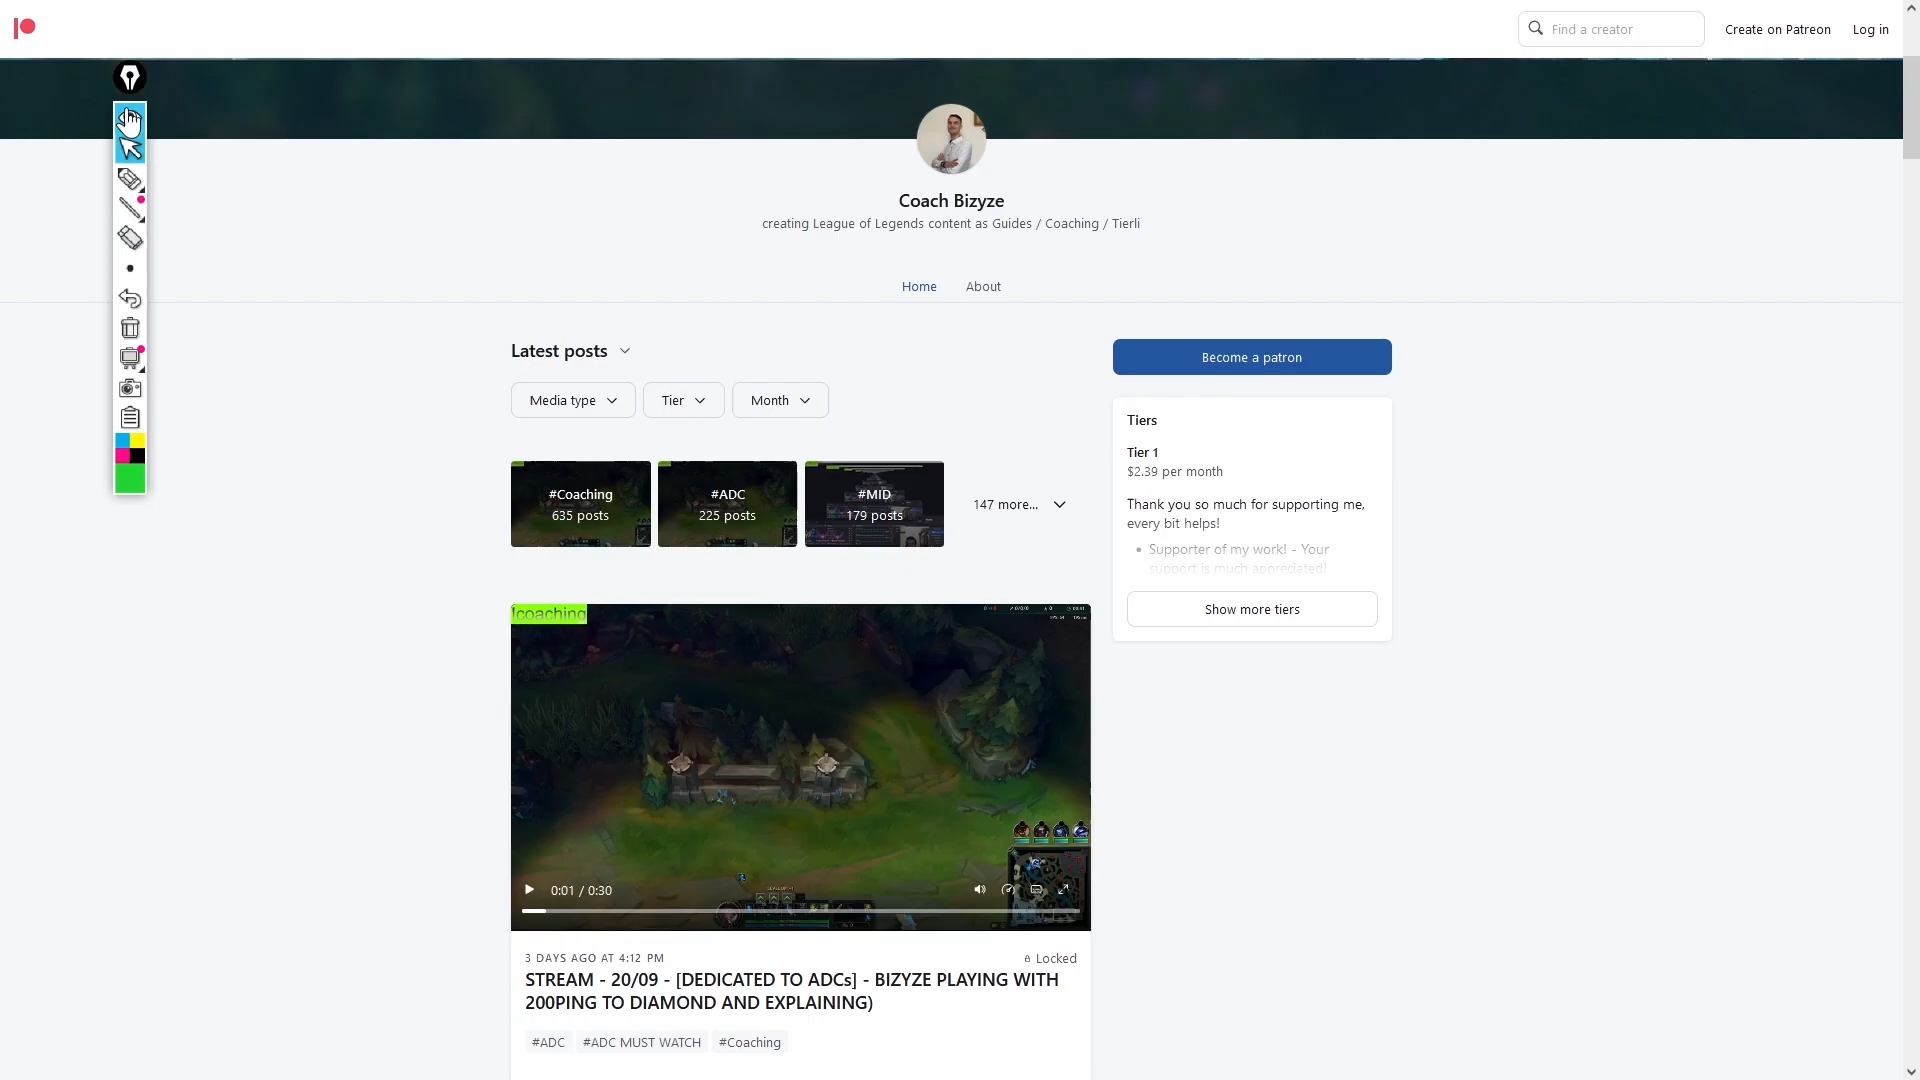 Find a creator
Create on Patreon
Log in
Coach Bizyze
creating League of Legends content as Guides / Coaching / Tierli
Home
About
Latest posts
Become a patron
Media type
Tier
Month
Tiers
Tier 1
$2.39 per month
Thank you so much for supporting me,
every bit helps!
Supporter of my work! - Your
support is much appreciated!
Show more tiers
#Coaching
635 posts
#ADC
225 posts
#MID
179 posts
147 more...
!coaching
0:01 / 0:30
3 DAYS AGO AT 4:12 PM
Locked
STREAM - 20/09 - [DEDICATED TO ADCs] - BIZYZE PLAYING WITH
200PING TO DIAMOND AND EXPLAINING)
#ADC
#ADC MUST WATCH
#Coaching